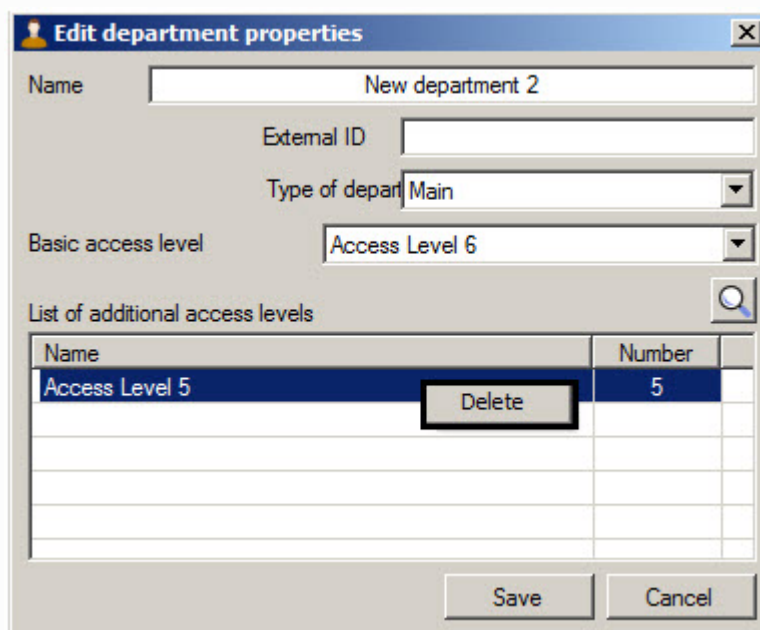 Edit department properties
Name New department 2
External ID
Type of depart Main
Basic access level Access Level 6
List of additional access levels
Name Number
Access Level 5 5
Delete
Save Cancel